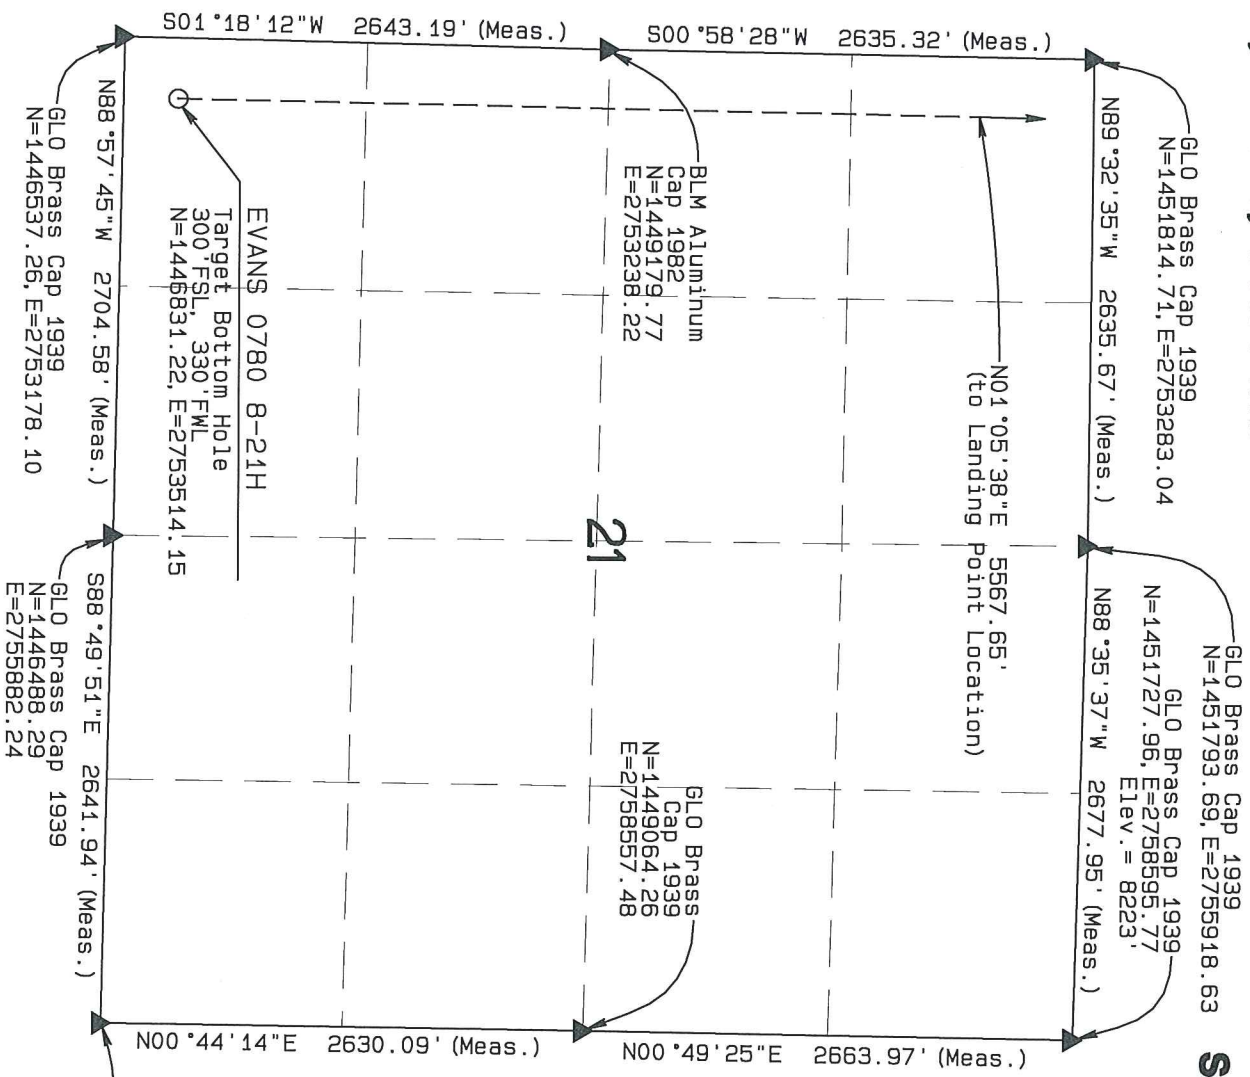 GLO Brass Cap 1939
N=1451793.69, E=2755918.63
GLO Brass Cap 1939
N=1451727.96, E=2758595.77
Elev.= 8223'
GLO Brass Cap 1939
N=1451814.71, E=2753283.04
N89°32'35"W 2635.67' (Meas.)
N88°35'37"W 2677.95' (Meas.)
S00°58'28"W 2635.32' (Meas.)
S01°18'12"W 2643.19' (Meas.)
N01°05'38"E 5567.65'
(to Landing Point Location)
BLM Aluminum
Cap 1982
N=1449179.77
E=2753238.22
21
GLO Brass
Cap 1939
N=1449064.26
E=2758557.48
N00°49'25"E 2663.97' (Meas.)
N00°44'14"E 2630.09' (Meas.)
EVANS 0780 8-21H
Target Bottom Hole
300'FSL, 330'FWL
N=1446831.22, E=2753514.15
N88°57'45"W 2704.58' (Meas.)
S88°49'51"E 2641.94' (Meas.)
GLO Brass Cap 1939
N=1446537.26, E=2753178.10
GLO Brass Cap 1939
N=1446488.29
E=2755882.24
S